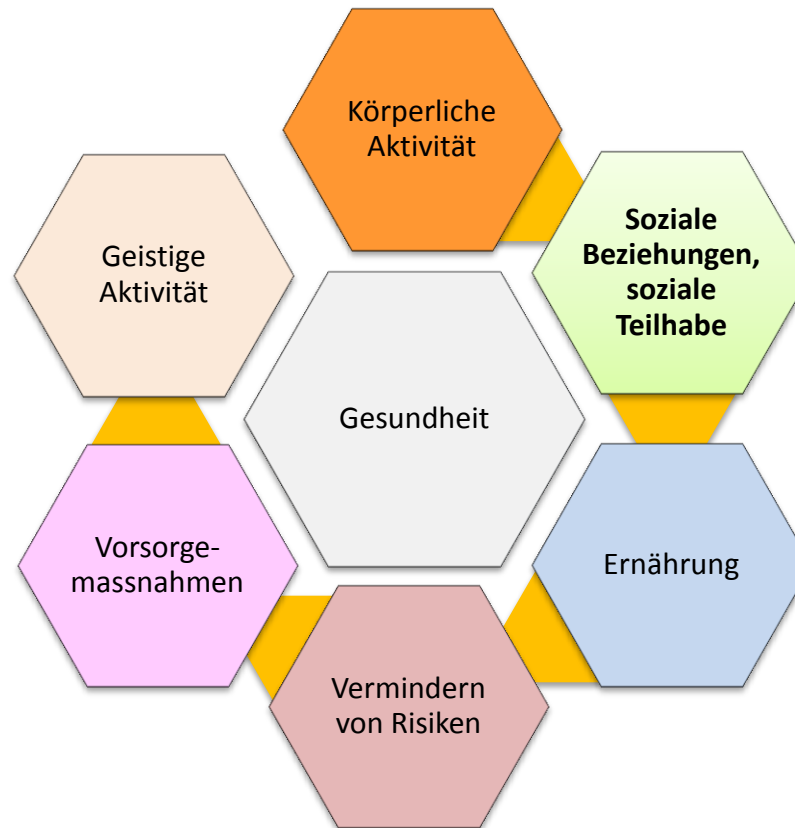 Körperliche
Aktivität
Soziale
Beziehungen,
soziale
Teilhabe
Geistige
Aktivität
Gesundheit
Ernährung
Vorsorge-
massnahmen
Vermindern
von Risiken